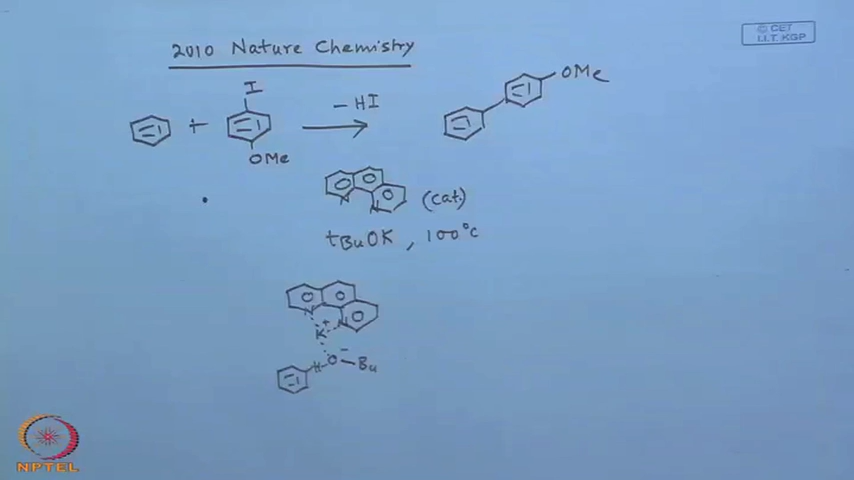 © CET
I.I.T. KGP
2010 Nature Chemistry
I
- HI
+
OMe
OMe
N
N
(cat.)
tBuOK , 100°C
N
N
K+
H
O-
Bu
NPTEL